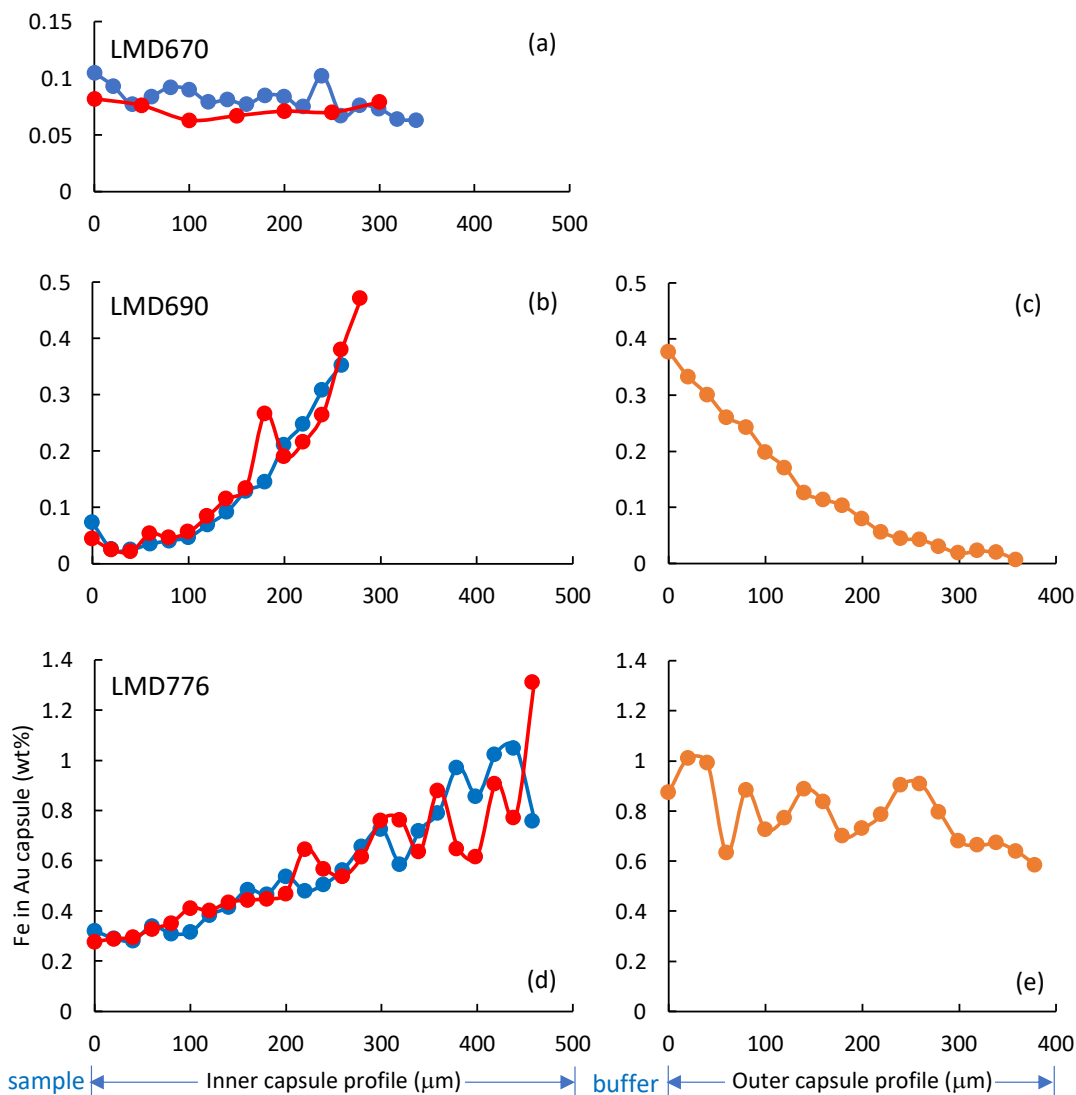 LMD670
(a)
0.15
0.1
0.05
0
0 100 200 300 400 500
LMD690
(b)
0.5
0.4
0.3
0.2
0.1
0
0 100 200 300 400 500
(c)
0.5
0.4
0.3
0.2
0.1
0
0 100 200 300 400
LMD776
(d)
Fe in Au capsule (wt%)
1.4
1.2
1
0.8
0.6
0.4
0.2
0
0 100 200 300 400 500
(e)
1.4
1.2
1
0.8
0.6
0.4
0.2
0
0 100 200 300 400
sample Inner capsule profile (μm) buffer Outer capsule profile (μm)